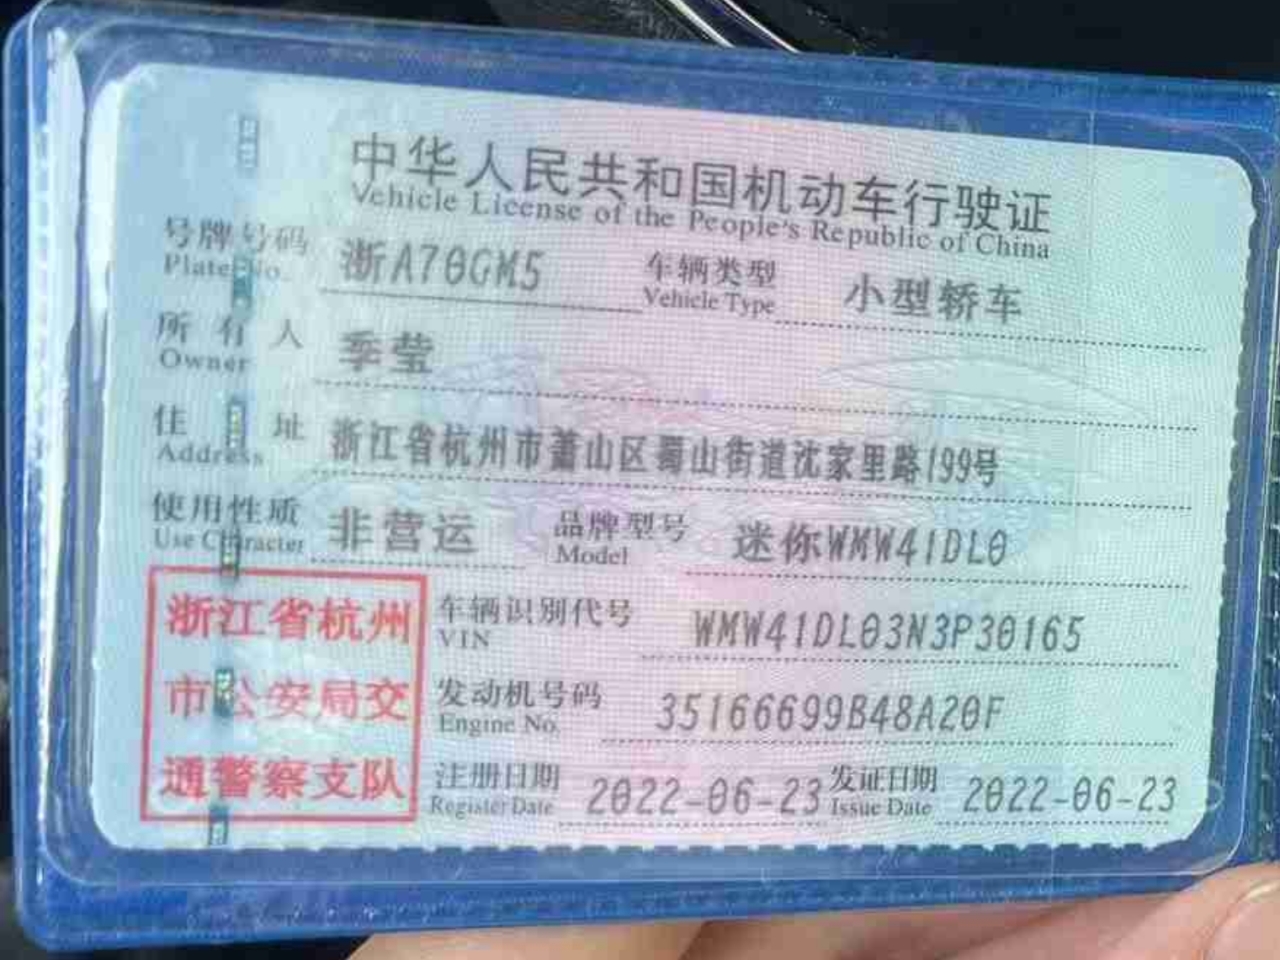 中华人民共和国机动车行驶证
Vehicle License of the People's Republic of China
号牌号码 浙A70GM5 车辆类型 小型轿车
Plate No. Vehicle Type
所有人 季莹
Owner
住址 浙江省杭州市萧山区蜀山街道沈家里路199号
Address
使用性质 非营运 品牌型号 迷你WMW41DL0
Use Character Model
浙江省杭州
市公安局交
通警察支队
车辆识别代号 WMW41DL03N3P30165
VIN
发动机号码 35166699B48A20F
Engine No.
注册日期 2022-06-23 发证日期 2022-06-23
Register Date Issue Date